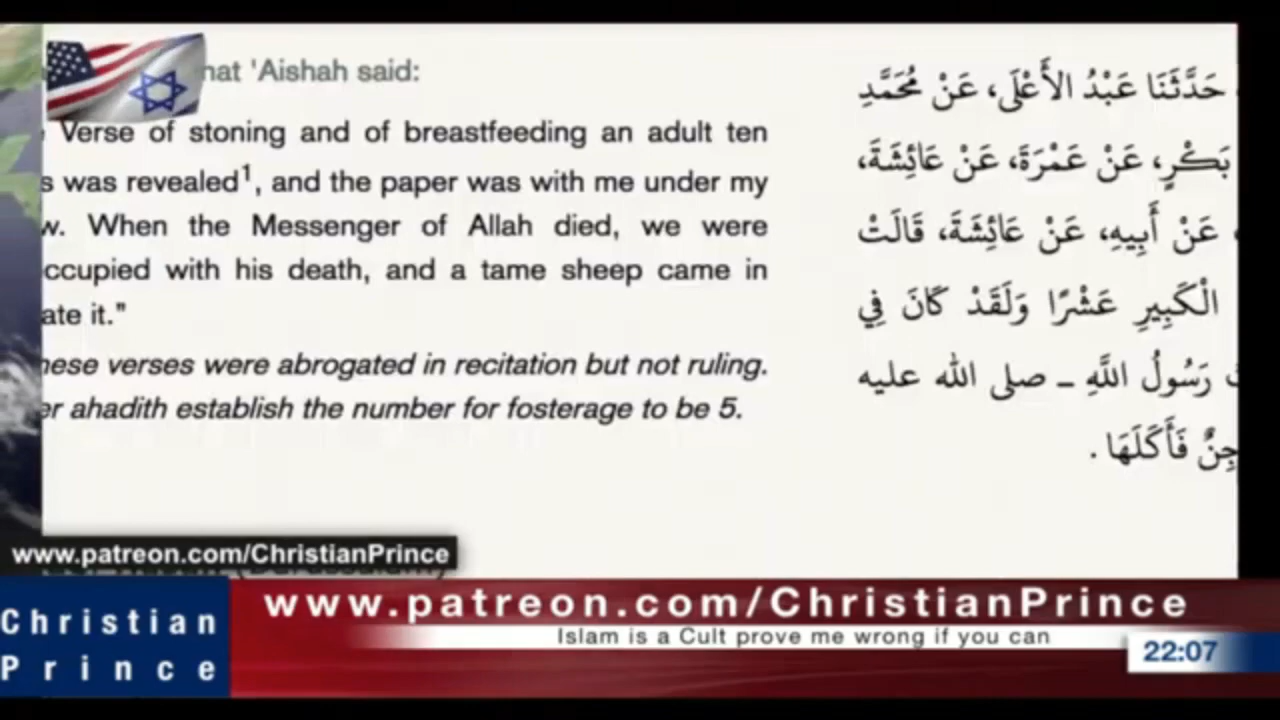 'Aishah said:
Verse of stoning and of breastfeeding an adult ten
s was revealed¹, and the paper was with me under my
w. When the Messenger of Allah died, we were
ccupied with his death, and a tame sheep came in
ate it."
hese verses were abrogated in recitation but not ruling.
er ahadith establish the number for fosterage to be 5.
حَدَّثَنَا عَبْدُ الأَعْلَى، عَنْ مُحَمَّدِ
بَكْرٍ، عَنْ عَمْرَةَ، عَنْ عَائِشَةَ،
عَنْ أَبِيهِ، عَنْ عَائِشَةَ، قَالَتْ
الْكَبِيرِ عَشْرًا وَلَقَدْ كَانَ فِي
رَسُولُ اللَّهِ ـ صلى الله عليه
جِنٌ فَأَكَلَهَا .
www.patreon.com/ChristianPrince
Christian
Prince
www.patreon.com/ChristianPrince
Islam is a Cult prove me wrong if you can
22:07